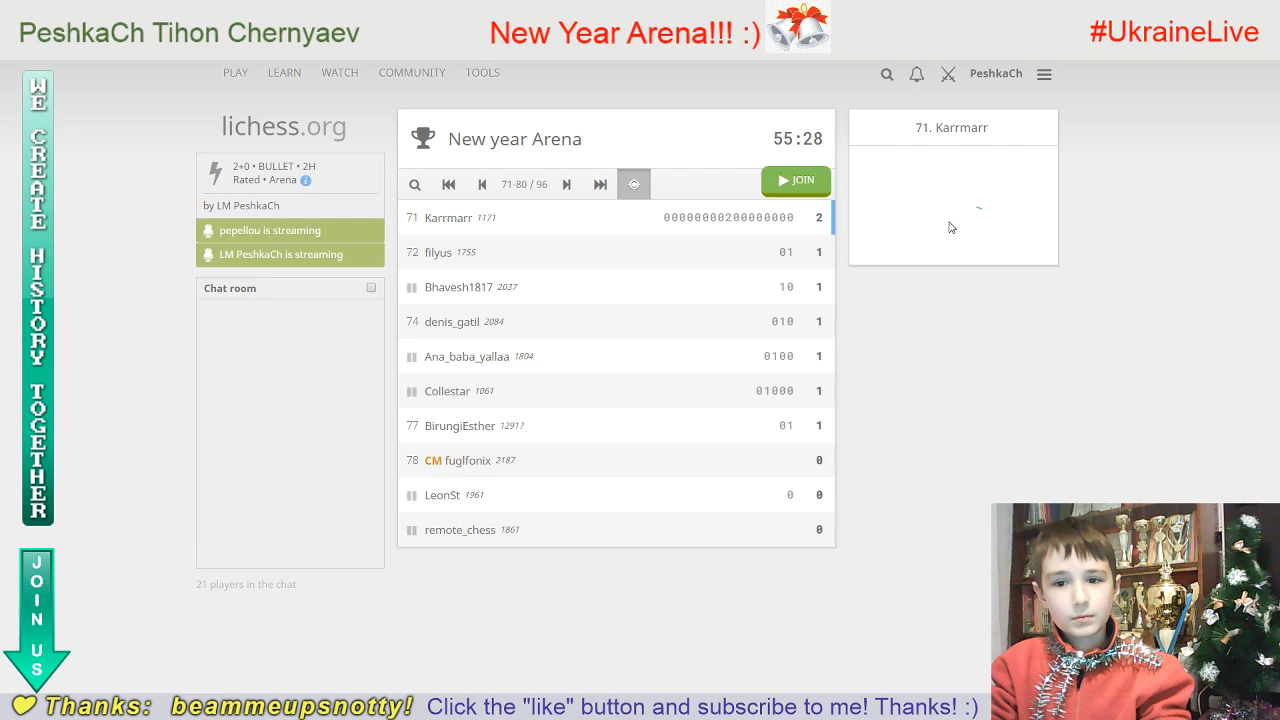 PeshkaCh Tihon Chernyaev
New Year Arena!!! :)
#UkraineLive
WE CREATE HISTORY TOGETHER
JOIN US
PLAY LEARN WATCH COMMUNITY TOOLS
PeshkaCh
lichess.org
2+0 • BULLET • 2H
Rated • Arena
by LM PeshkaCh
pepellou is streaming
LM PeshkaCh is streaming
Chat room
21 players in the chat
New year Arena 55:28
71-80 / 96 JOIN
71 Karrmarr 1171 00000000200000000 2
72 filyus 1755 01 1
Bhavesh1817 2037 10 1
74 denis_gatil 2084 010 1
Ana_baba_yallaa 1804 0100 1
Collestar 1061 01000 1
77 BirungiEsther 1291? 01 1
78 CM fuglfonix 2187 0
LeonSt 1961 0 0
remote_chess 1861 0
71. Karrmarr
Thanks: beammeupsnotty! Click the "like" button and subscribe to me! Thanks! :)